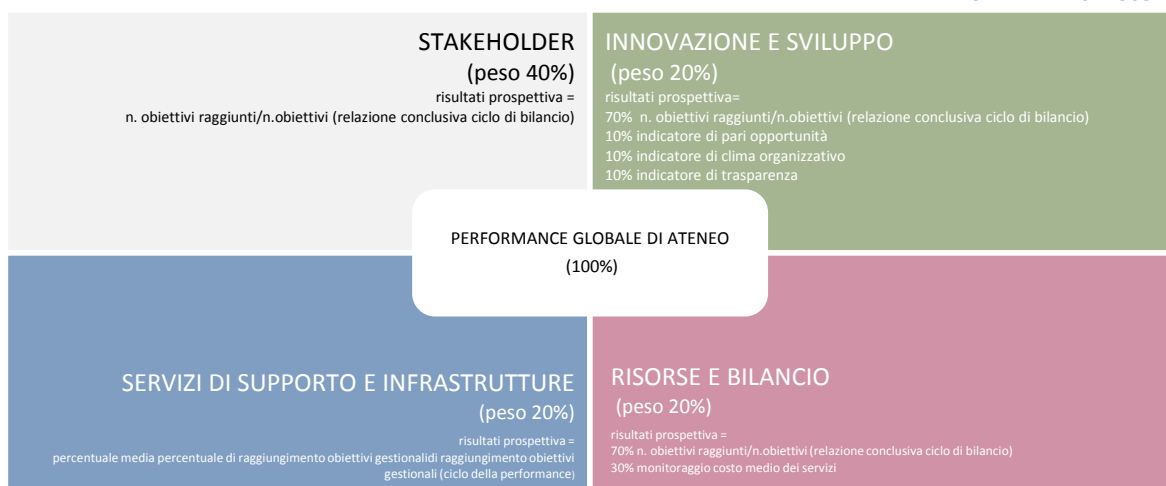 STAKEHOLDER
(peso 40%)
risultati prospettiva =
n. obiettivi raggiunti/n.obiettivi (relazione conclusiva ciclo di bilancio)
INNOVAZIONE E SVILUPPO
(peso 20%)
risultati prospettiva=
70% n. obiettivi raggiunti/n.obiettivi (relazione conclusiva ciclo di bilancio)
10% indicatore di pari opportunità
10% indicatore di clima organizzativo
10% indicatore di trasparenza
PERFORMANCE GLOBALE DI ATENEO
(100%)
SERVIZI DI SUPPORTO E INFRASTRUTTURE
(peso 20%)
risultati prospettiva =
percentuale media percentuale di raggiungimento obiettivi gestionalidi raggiungimento obiettivi
gestionali (ciclo della performance)
RISORSE E BILANCIO
(peso 20%)
risultati prospettiva =
70% n. obiettivi raggiunti/n.obiettivi (relazione conclusiva ciclo di bilancio)
30% monitoraggio costo medio dei servizi